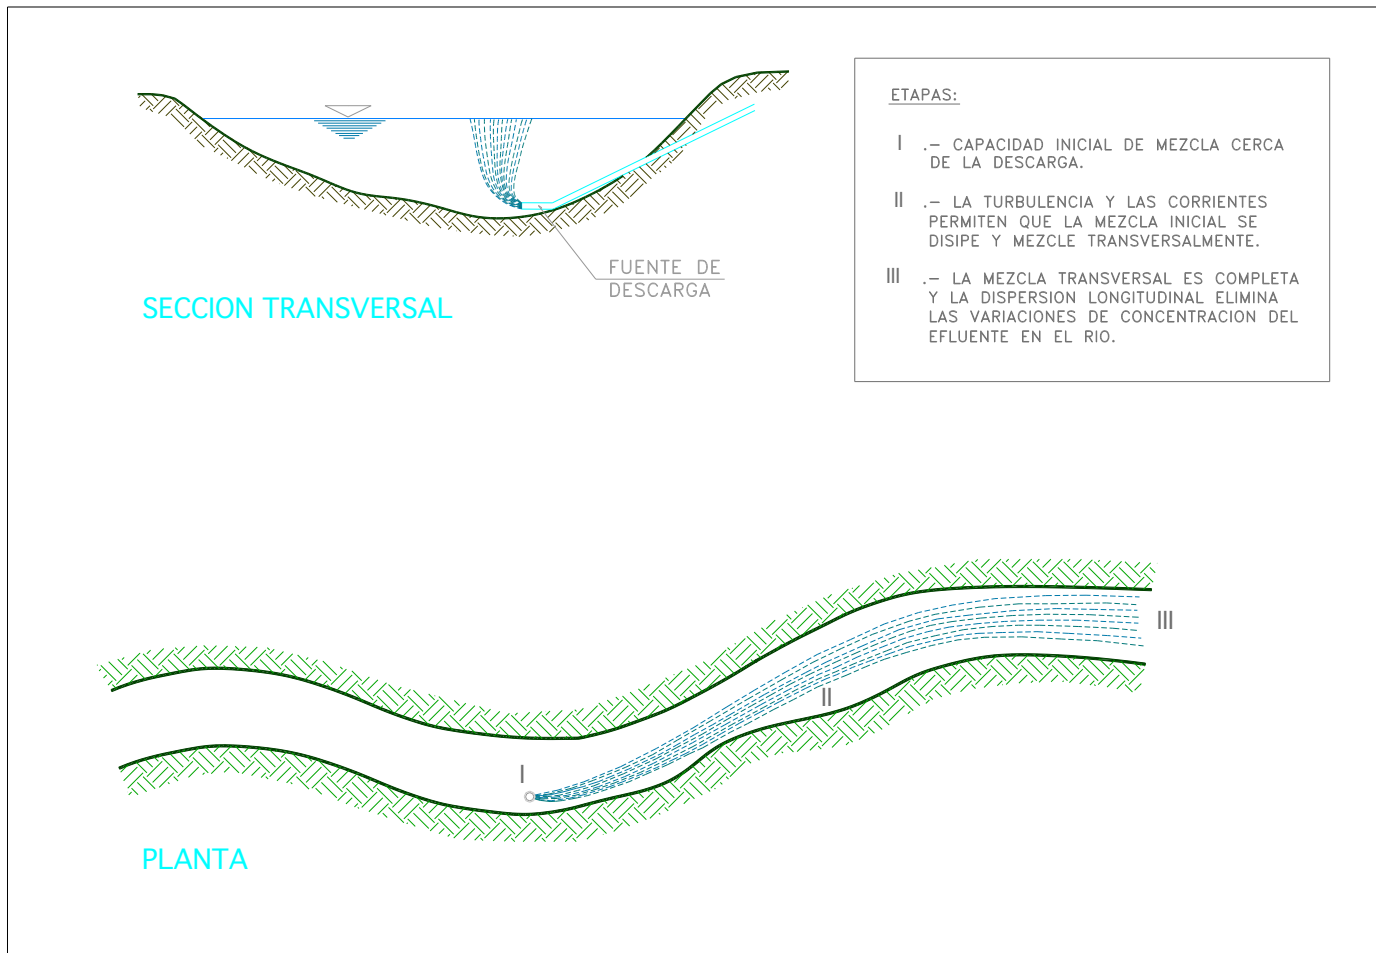 ETAPAS:
I .- CAPACIDAD INICIAL DE MEZCLA CERCA
DE LA DESCARGA.
II .- LA TURBULENCIA Y LAS CORRIENTES
PERMITEN QUE LA MEZCLA INICIAL SE
DISIPE Y MEZCLE TRANSVERSALMENTE.
III .- LA MEZCLA TRANSVERSAL ES COMPLETA
Y LA DISPERSION LONGITUDINAL ELIMINA
LAS VARIACIONES DE CONCENTRACION DEL
EFLUENTE EN EL RIO.
FUENTE DE
DESCARGA
SECCION TRANSVERSAL
III
II
I
PLANTA